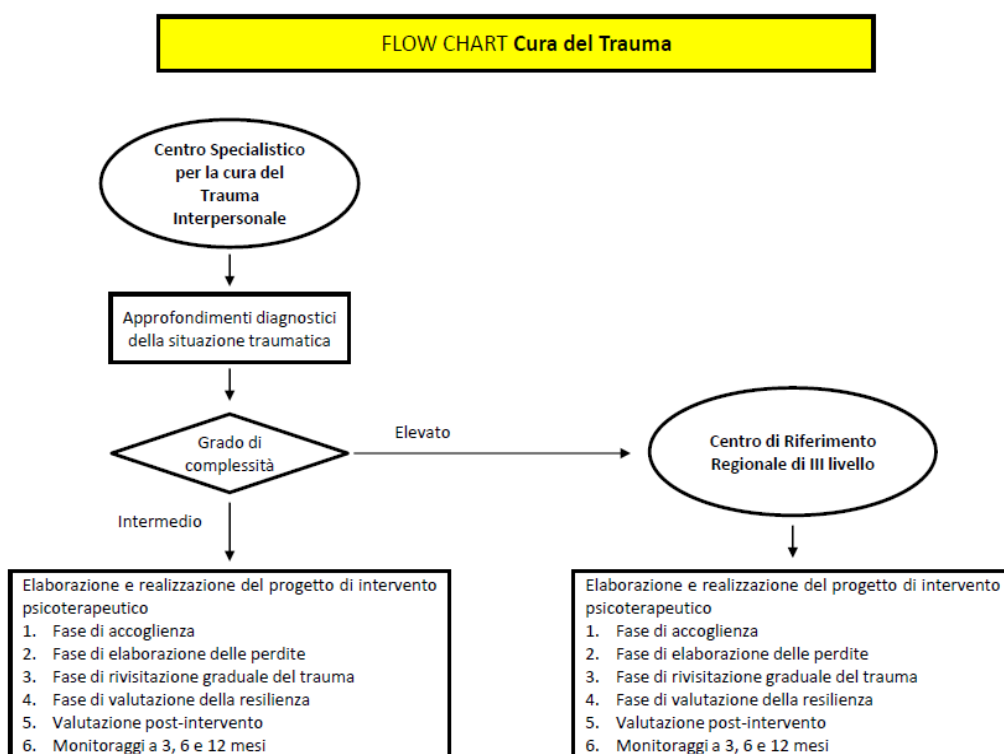 FLOW CHART Cura del Trauma
Centro Specialistico
per la cura del
Trauma
Interpersonale
Approfondimenti diagnostici
della situazione traumatica
Grado di
complessità
Elevato
Centro di Riferimento
Regionale di III livello
Intermedio
Elaborazione e realizzazione del progetto di intervento
psicoterapeutico
1. Fase di accoglienza
2. Fase di elaborazione delle perdite
3. Fase di rivisitazione graduale del trauma
4. Fase di valutazione della resilienza
5. Valutazione post-intervento
6. Monitoraggi a 3, 6 e 12 mesi
Elaborazione e realizzazione del progetto di intervento
psicoterapeutico
1. Fase di accoglienza
2. Fase di elaborazione delle perdite
3. Fase di rivisitazione graduale del trauma
4. Fase di valutazione della resilienza
5. Valutazione post-intervento
6. Monitoraggi a 3, 6 e 12 mesi